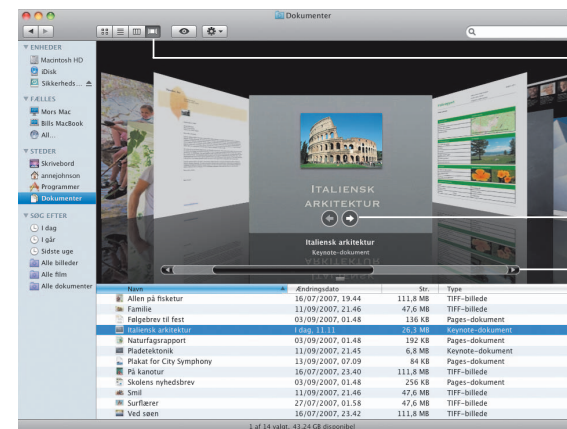 Dokumenter
ENHEDER
Macintosh HD
iDisk
Sikkerheds...
FÆLLES
Mors Mac
Bills MacBook
All...
STEDER
Skrivebord
annejohnson
Programmer
Dokumenter
SØG EFTER
I dag
I går
Sidste uge
Alle billeder
Alle film
Alle dokumenter
ITALIENSK
ARKITEKTUR
Italiensk arkitektur
Keynote-dokument
Navn Ændringsdato Str. Type
Allen på fisketur 16/07/2007, 19.44 111,8 MB TIFF-billede
Familie 09/11/2007, 21.46 47,6 MB TIFF-billede
Følgebrev til fest 03/09/2007, 01.48 136 KB Pages-dokument
Italiensk arkitektur I dag, 11.11 26,3 MB Keynote-dokument
Naturfagsrapport 03/09/2007, 01.48 192 KB Pages-dokument
Pladetektonik 09/11/2007, 21.45 6,8 MB Keynote-dokument
Plakat for City Symphony 13/09/2007, 07.09 84 KB Pages-dokument
På kanotur 16/07/2007, 23.40 111,8 MB TIFF-billede
Skolens nyhedsbrev 03/09/2007, 01.48 256 KB Pages-dokument
Smil 09/11/2007, 21.46 47,6 MB TIFF-billede
Surflærer 27/07/2007, 01.58 47,6 MB TIFF-billede
Ved søen 16/07/2007, 23.42 111,8 MB TIFF-billede
1 af 14 valgt, 43,24 GB disponibel